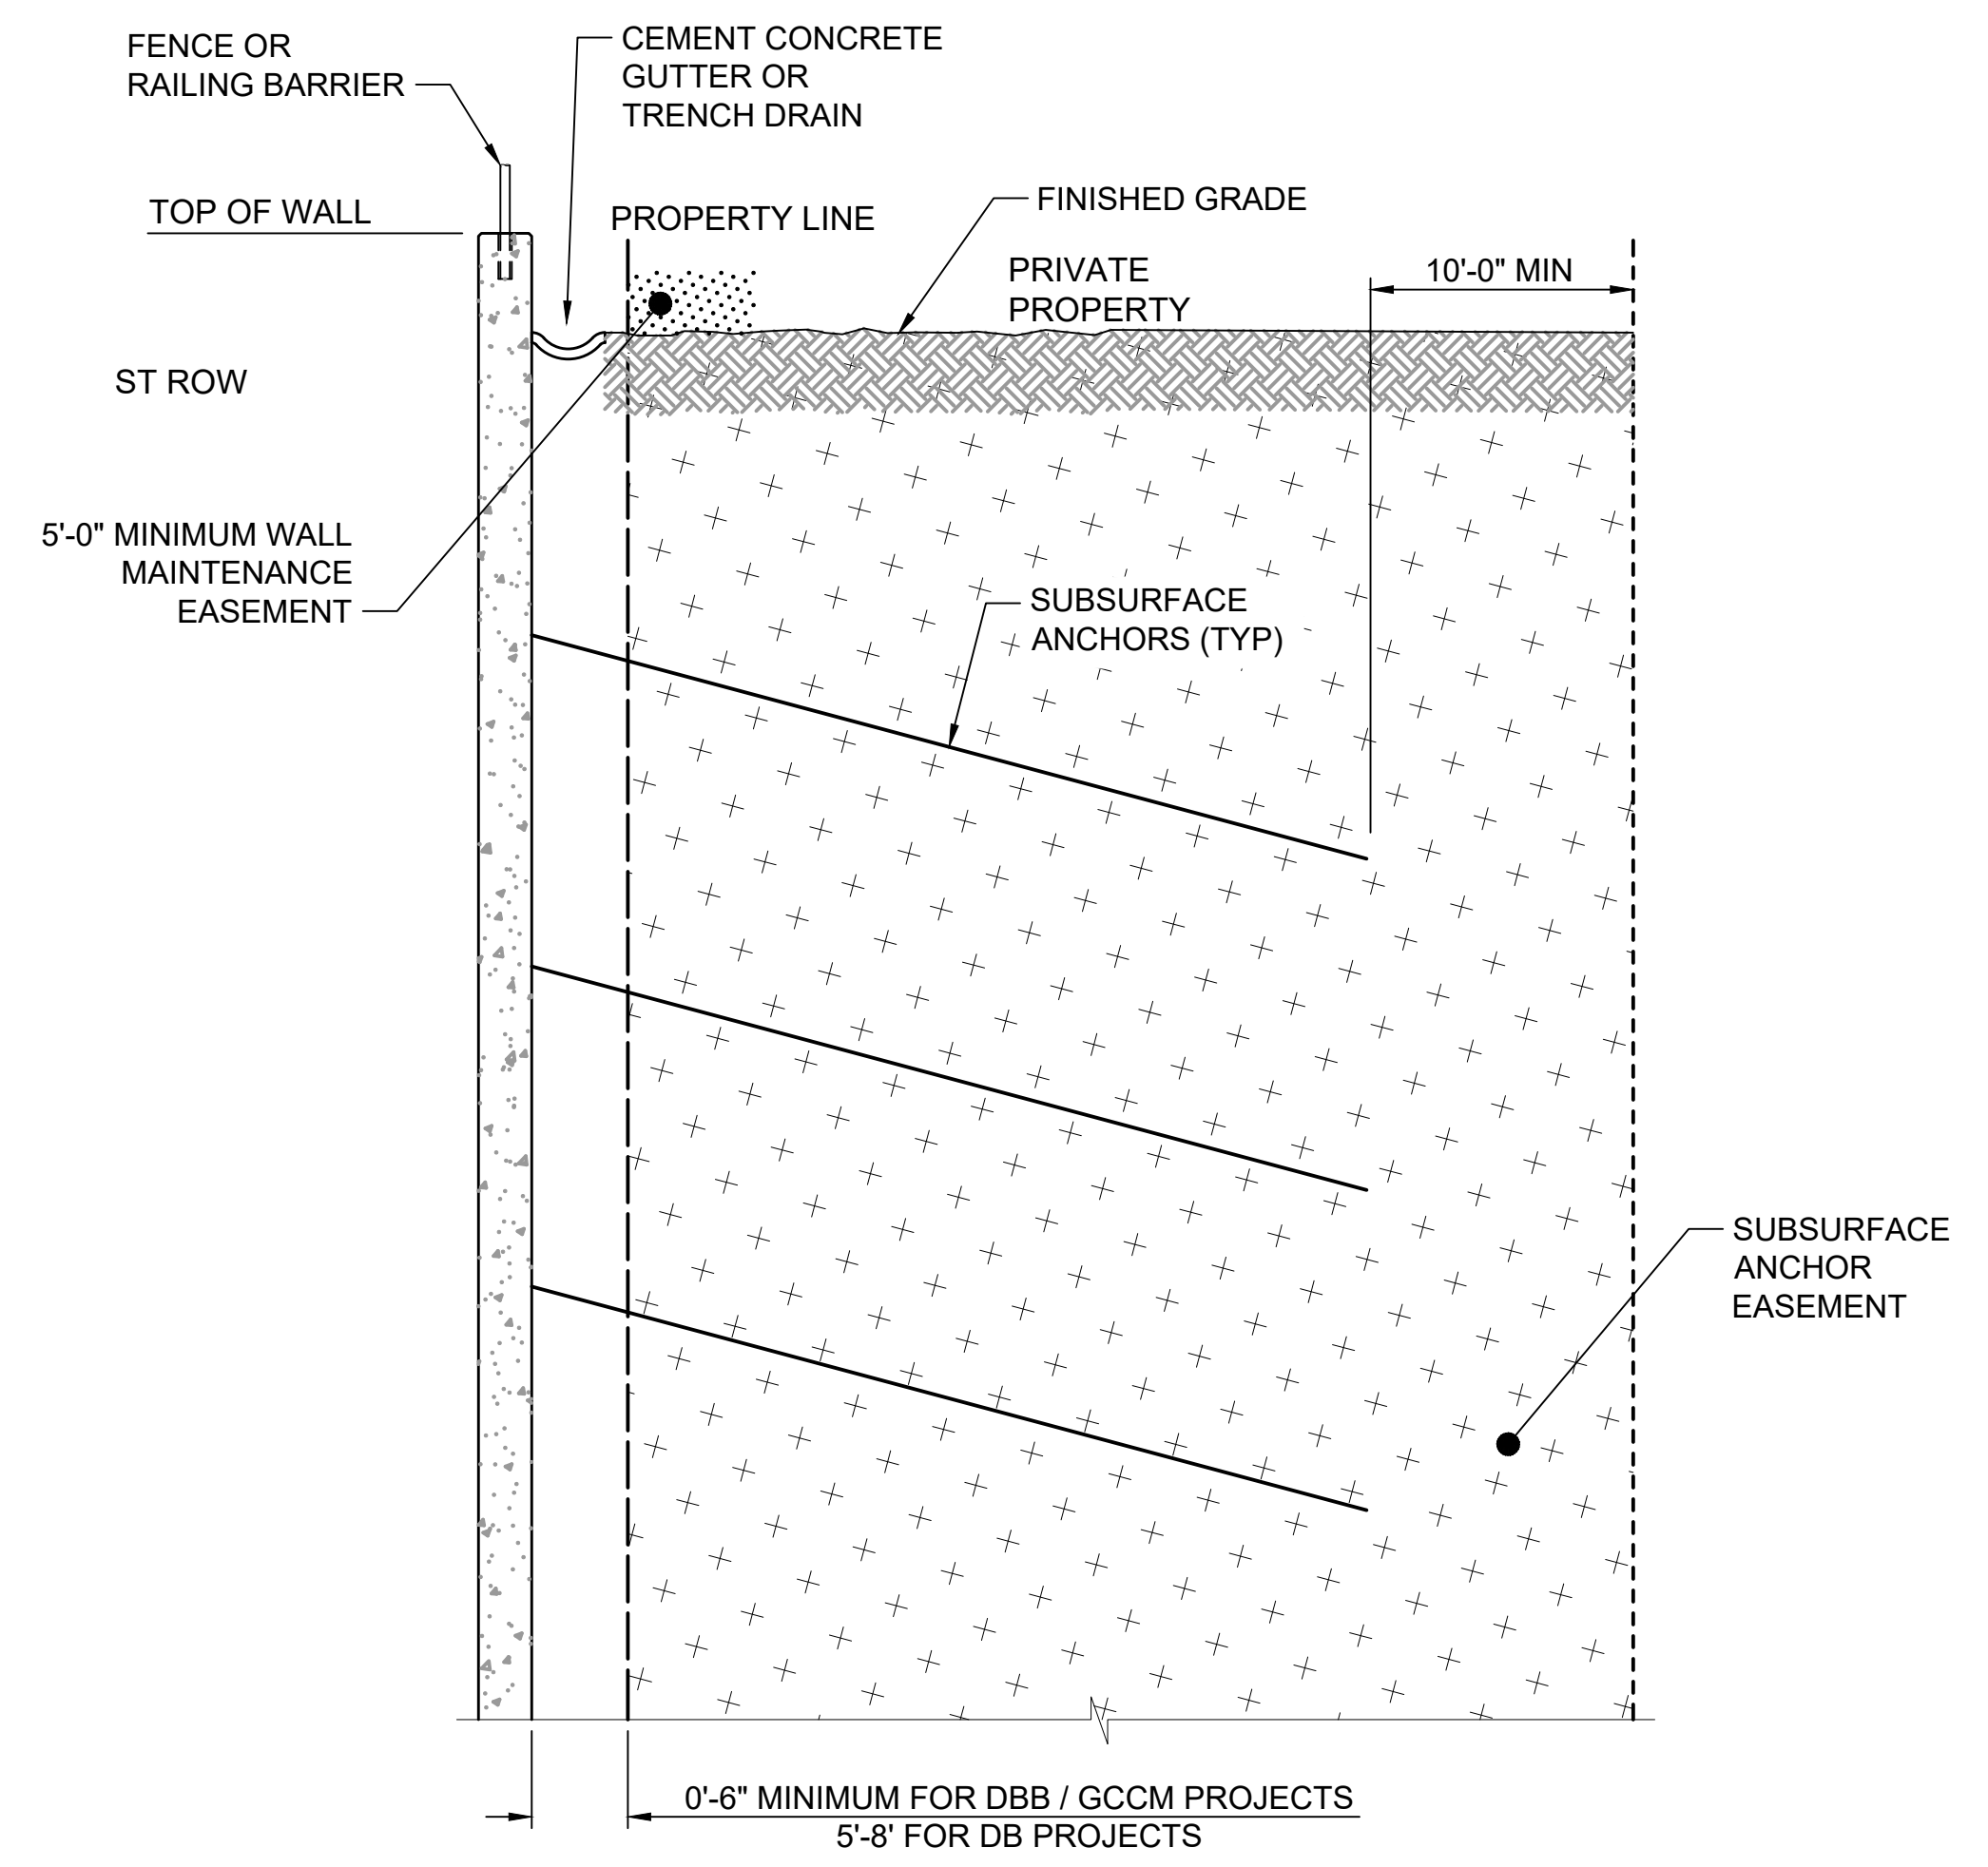 FENCE OR
RAILING BARRIER
CEMENT CONCRETE
GUTTER OR
TRENCH DRAIN
TOP OF WALL
PROPERTY LINE
FINISHED GRADE
PRIVATE
PROPERTY
10'-0" MIN
ST ROW
5'-0" MINIMUM WALL
MAINTENANCE
EASEMENT
SUBSURFACE
ANCHORS (TYP)
SUBSURFACE
ANCHOR
EASEMENT
0'-6" MINIMUM FOR DBB / GCCM PROJECTS
5'-8' FOR DB PROJECTS